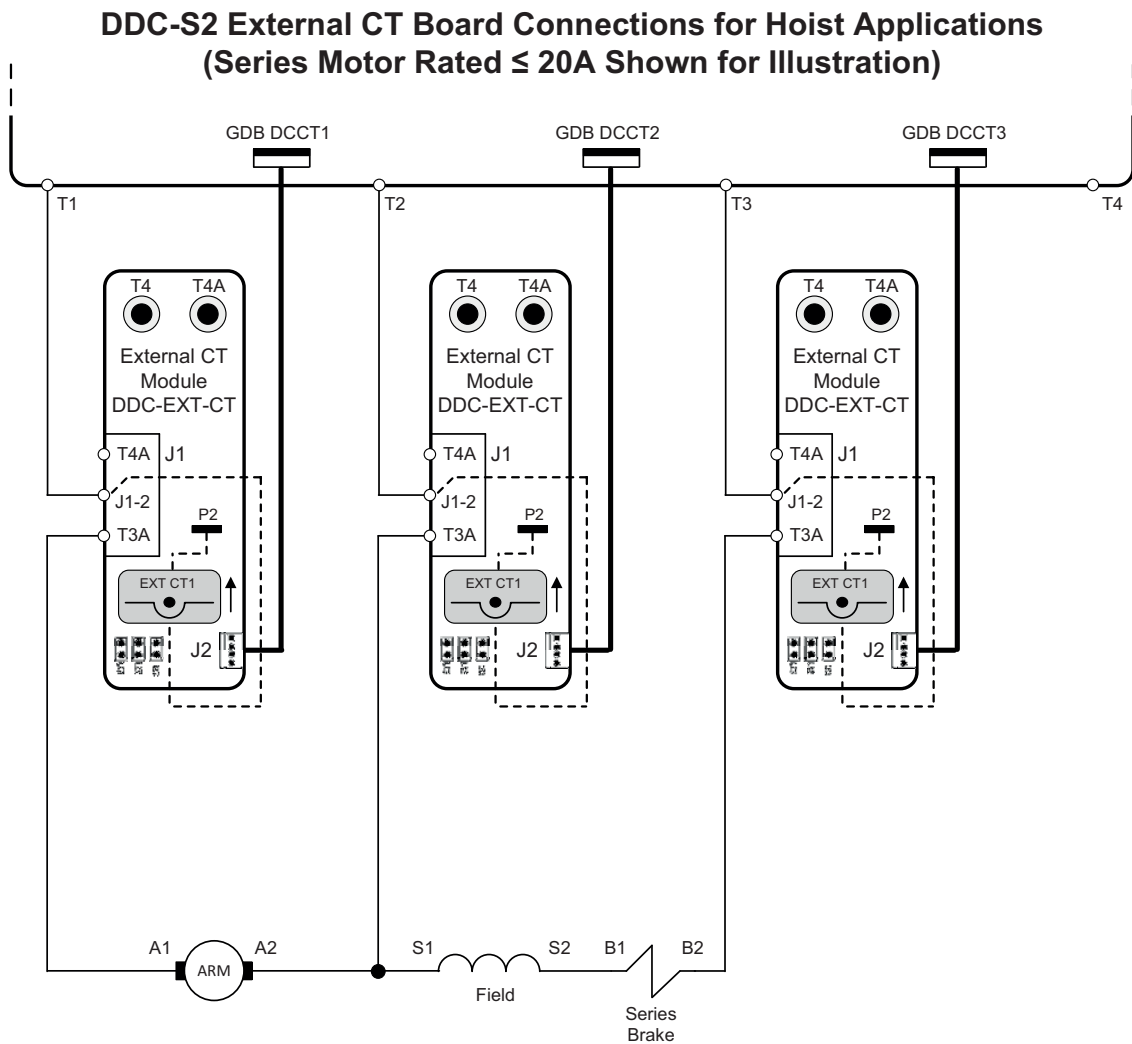 DDC-S2 External CT Board Connections for Hoist Applications
(Series Motor Rated ≤ 20A Shown for Illustration)
GDB DCCT1
GDB DCCT2
GDB DCCT3
T1
T2
T3
T4
T4 T4A
External CT
Module
DDC-EXT-CT
T4A J1
J1-2
P2
T3A
EXT CT1
J2
T4 T4A
External CT
Module
DDC-EXT-CT
T4A J1
J1-2
P2
T3A
EXT CT1
J2
T4 T4A
External CT
Module
DDC-EXT-CT
T4A J1
J1-2
P2
T3A
EXT CT1
J2
A1
ARM
A2
S1
S2
Field
B1
B2
Series
Brake